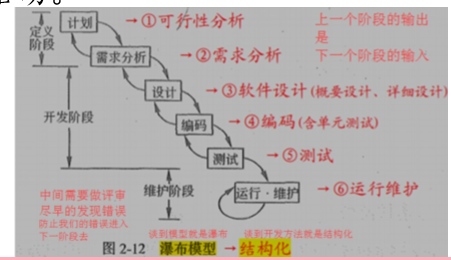 计划 → ①可行性分析
上一个阶段的输出
是
下一个阶段的输入
定义
阶段
需求分析 → ②需求分析
设计 → ③软件设计(概要设计、详细设计)
开发阶段
编码 → ④编码(含单元测试)
测试 → ⑤测试
维护阶段
运行·维护 → ⑥运行维护
中间需要做评审
尽早的发现错误
防止我们的错误进入
下一阶段去
谈到模型就是瀑布
谈到开发方法就是结构化
图 2-12 瀑布模型 → 结构化